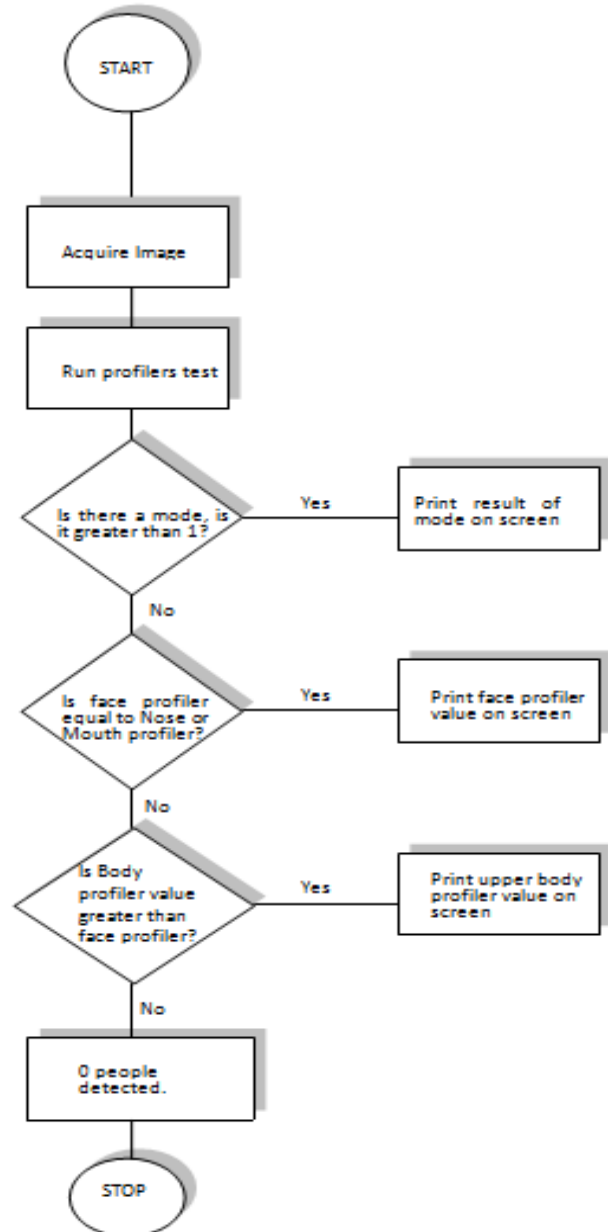 START
Acquire Image
Run profilers test
Is there a mode, is
it greater than 1?
Yes
Print result of
mode on screen
No
Is face profiler
equal to Nose or
Mouth profiler?
Yes
Print face profiler
value on screen
No
Is Body
profiler value
greater than
face profiler?
Yes
Print upper body
profiler value on
screen
No
0 people
detected.
STOP